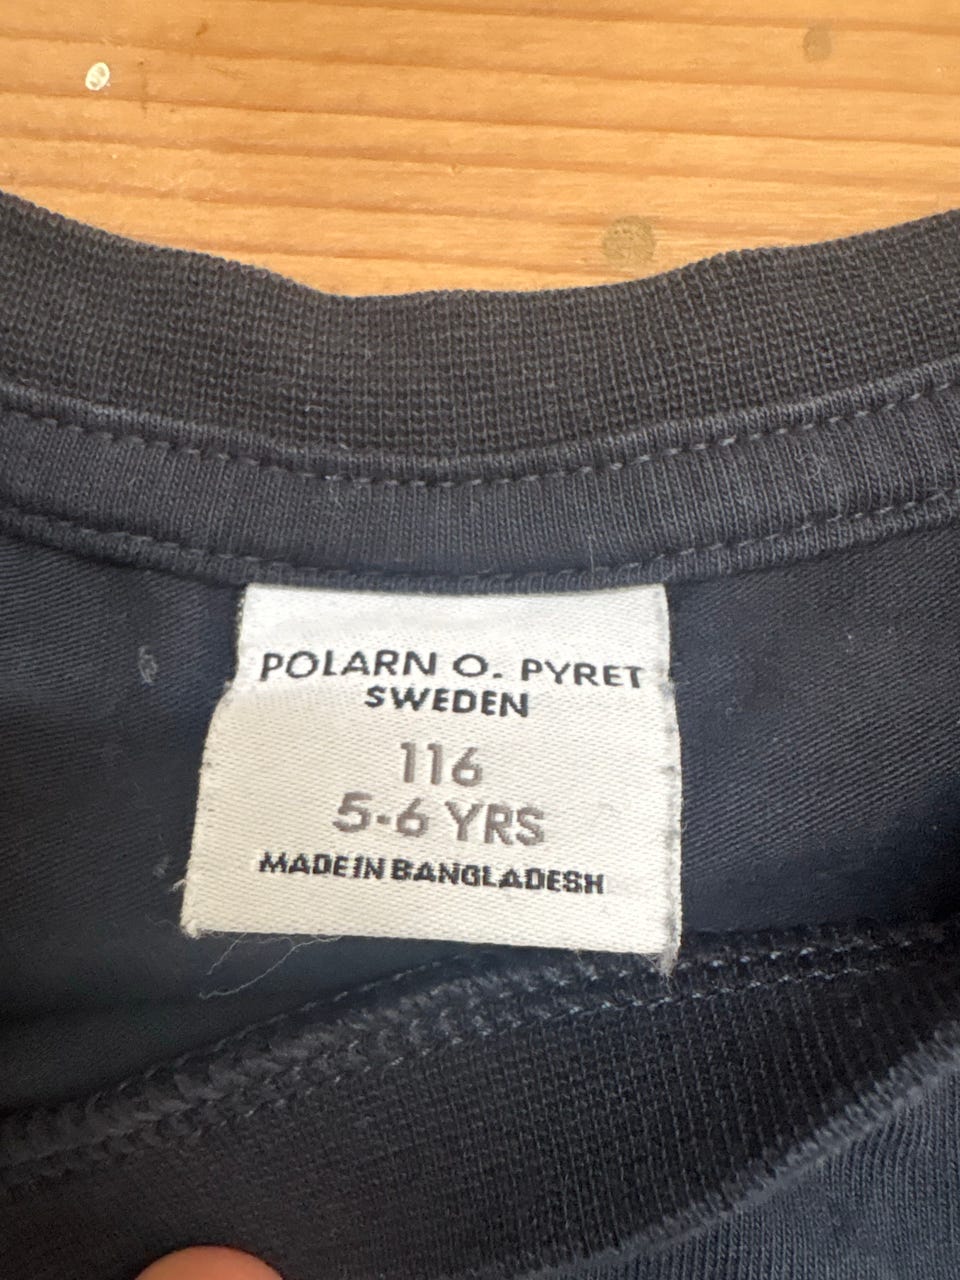 POLARN O. PYRET
SWEDEN
116
5-6 YRS
MADE IN BANGLADESH